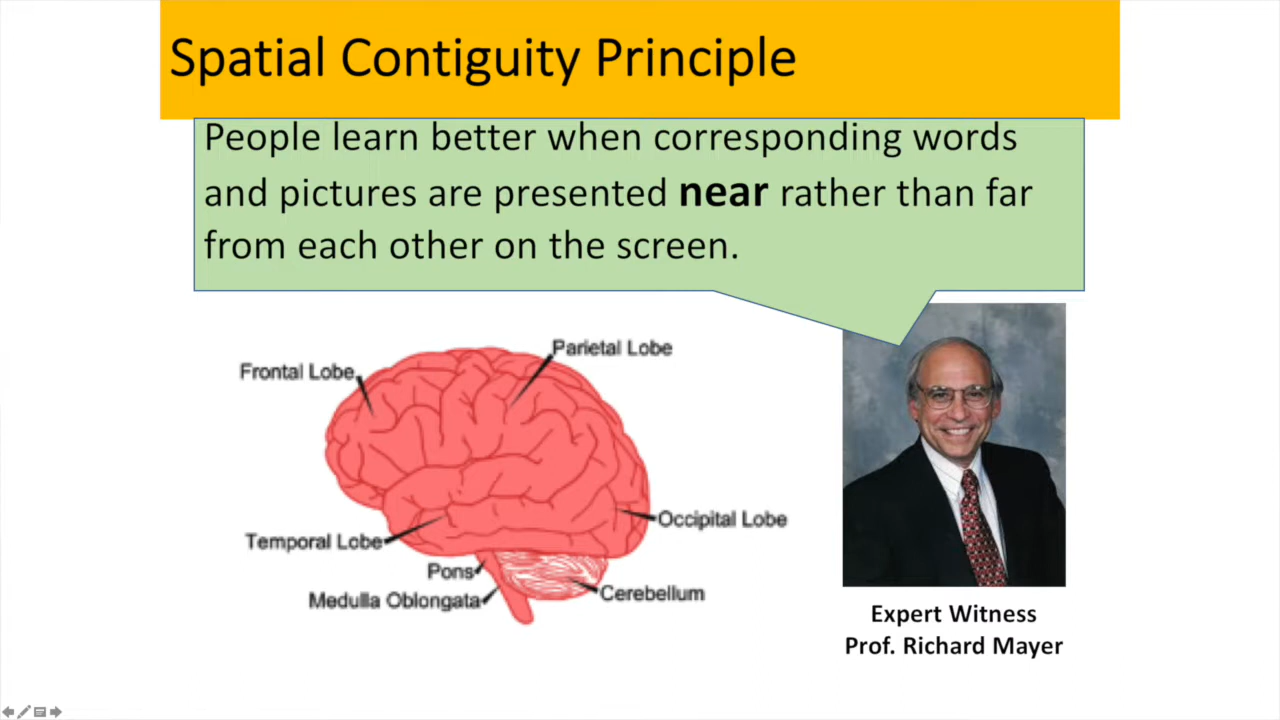 Spatial Contiguity Principle
People learn better when corresponding words
and pictures are presented near rather than far
from each other on the screen.
Parietal Lobe
Frontal Lobe
Occipital Lobe
Temporal Lobe
Pons
Cerebellum
Medulla Oblongata
Expert Witness
Prof. Richard Mayer